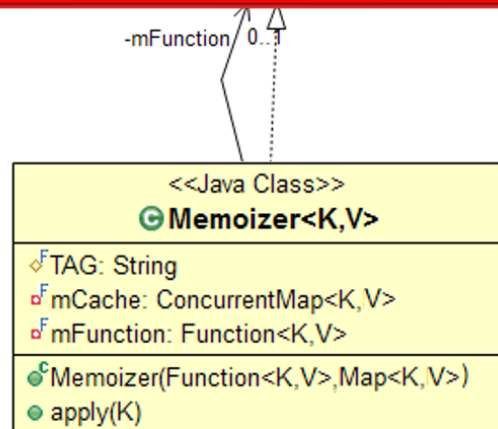 -mFunction 0..1
<<Java Class>>
Memoizer<K,V>
TAG: String
mCache: ConcurrentMap<K,V>
mFunction: Function<K,V>
Memoizer(Function<K,V>,Map<K,V>)
apply(K)